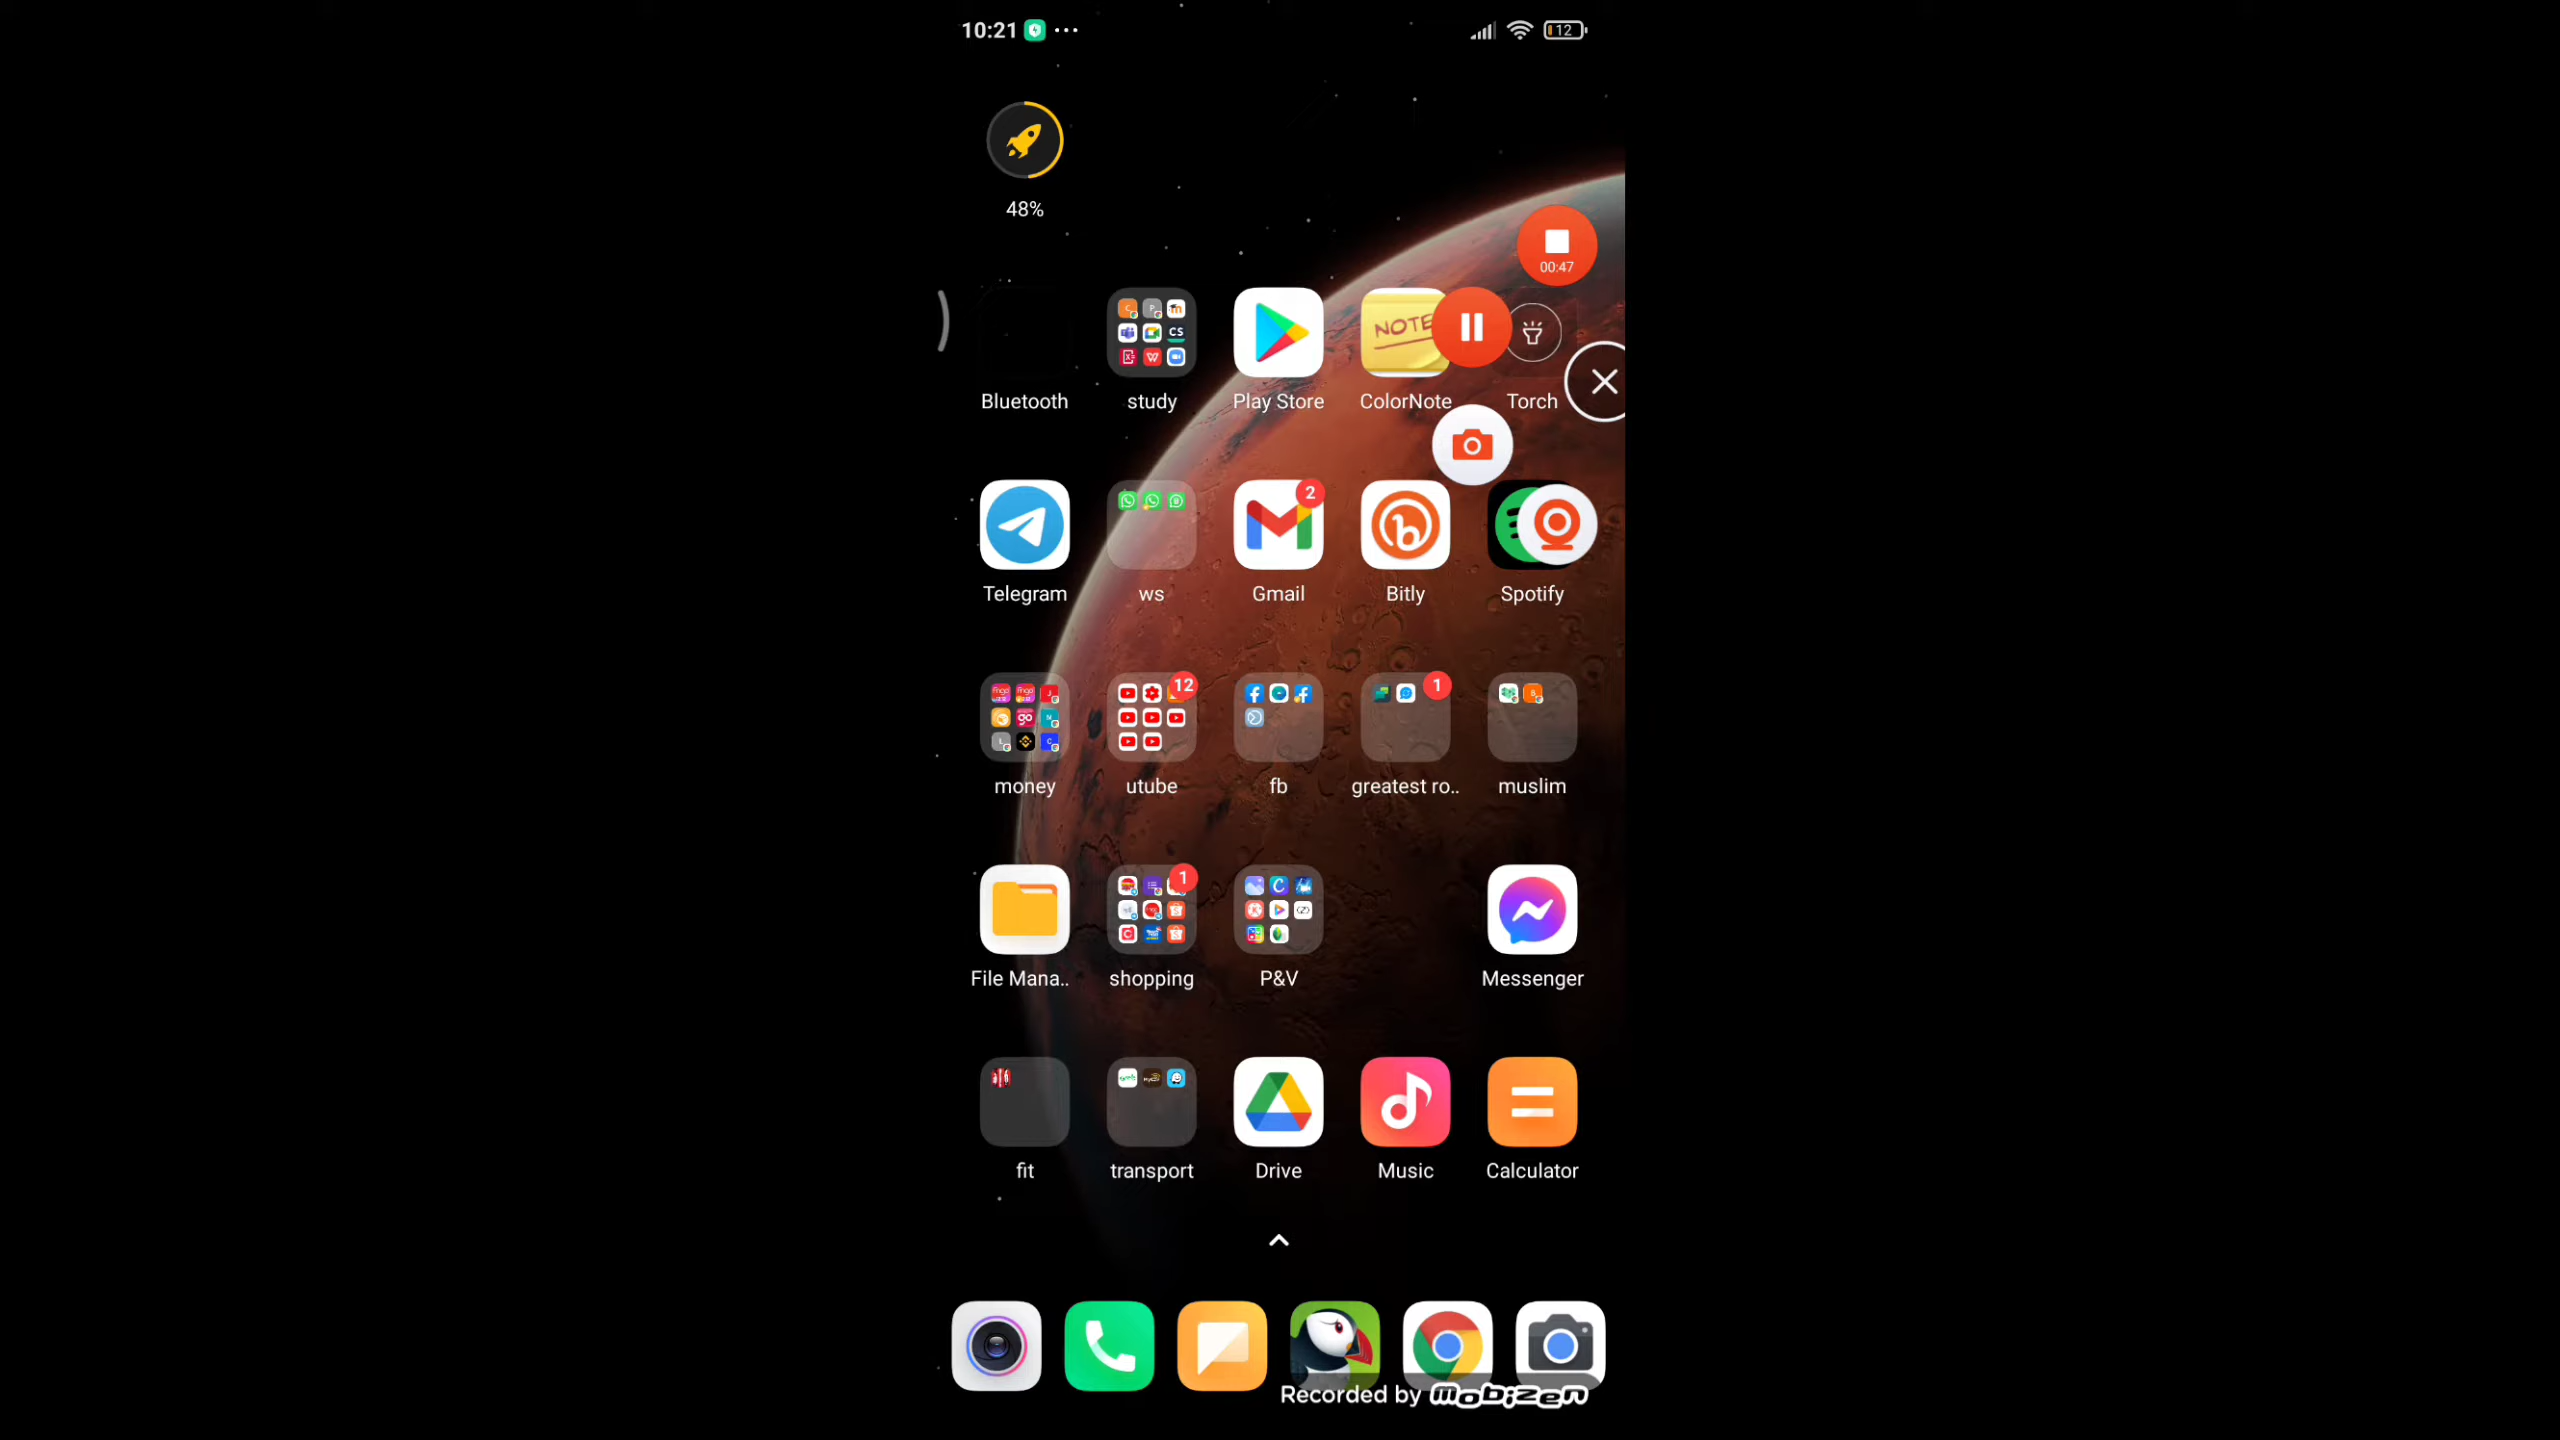 10:21 12
48%
00:47
NOTE
CS
Bluetooth study Play Store ColorNote Torch
2
Telegram ws Gmail Bitly Spotify
12 1
go
money utube fb greatest ro.. muslim
1
File Mana.. shopping P&V Messenger
fit transport Drive Music Calculator
Recorded by mobizen